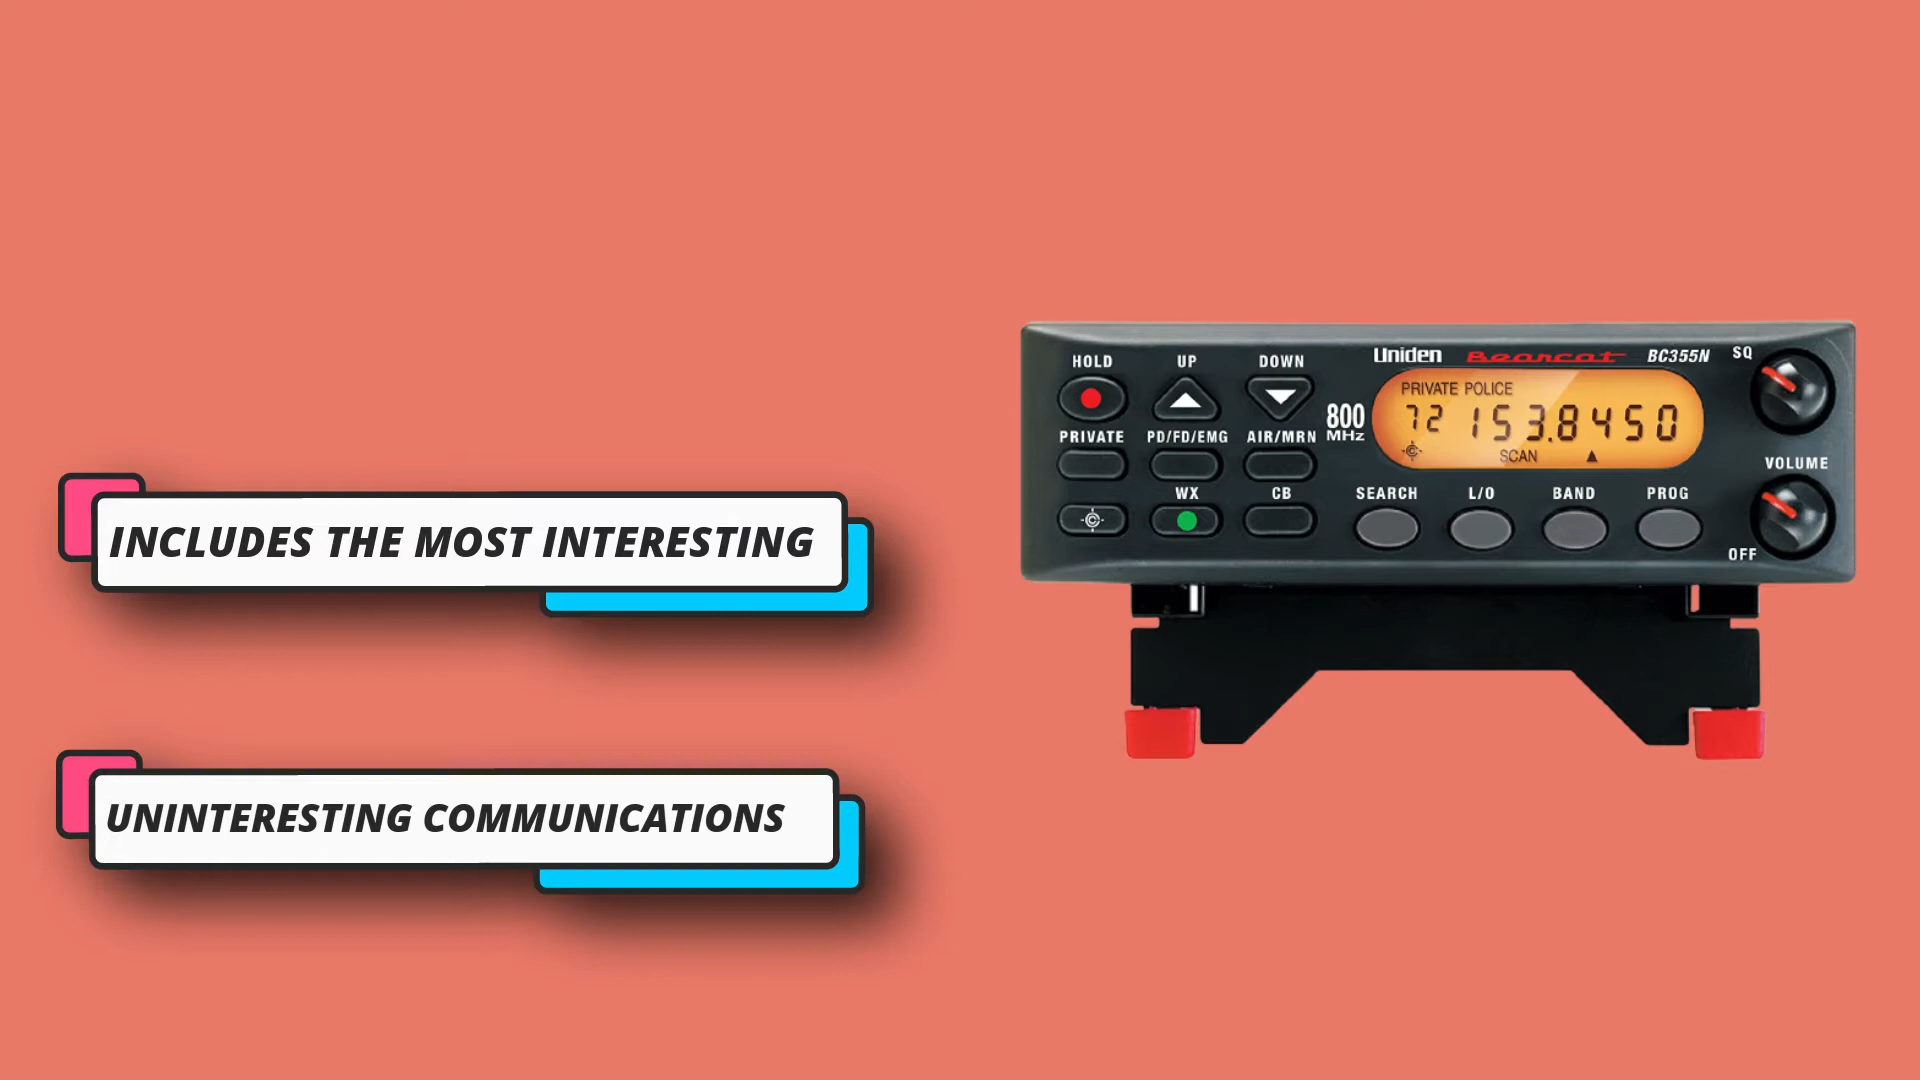 INCLUDES THE MOST INTERESTING
UNINTERESTING COMMUNICATIONS
HOLD UP DOWN
Uniden Bearcat BC355N SQ
PRIVATE POLICE
800 MHz
72 153.8450
SCAN
PRIVATE PD/FD/EMG AIR/MRN
VOLUME
WX CB SEARCH L/O BAND PROG
OFF